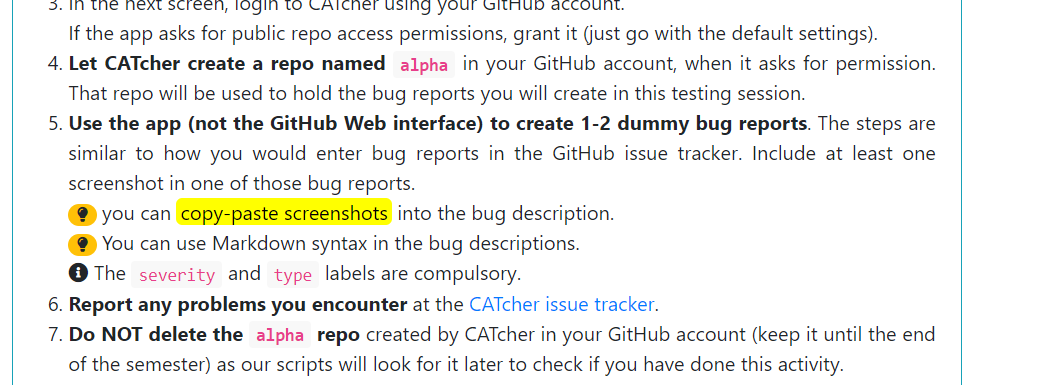 3. In the next screen, login to CATcher using your GitHub account.
If the app asks for public repo access permissions, grant it (just go with the default settings).
4. Let CATcher create a repo named alpha in your GitHub account, when it asks for permission.
That repo will be used to hold the bug reports you will create in this testing session.
5. Use the app (not the GitHub Web interface) to create 1-2 dummy bug reports. The steps are
similar to how you would enter bug reports in the GitHub issue tracker. Include at least one
screenshot in one of those bug reports.
you can copy-paste screenshots into the bug description.
You can use Markdown syntax in the bug descriptions.
The severity and type labels are compulsory.
6. Report any problems you encounter at the CATcher issue tracker.
7. Do NOT delete the alpha repo created by CATcher in your GitHub account (keep it until the end
of the semester) as our scripts will look for it later to check if you have done this activity.